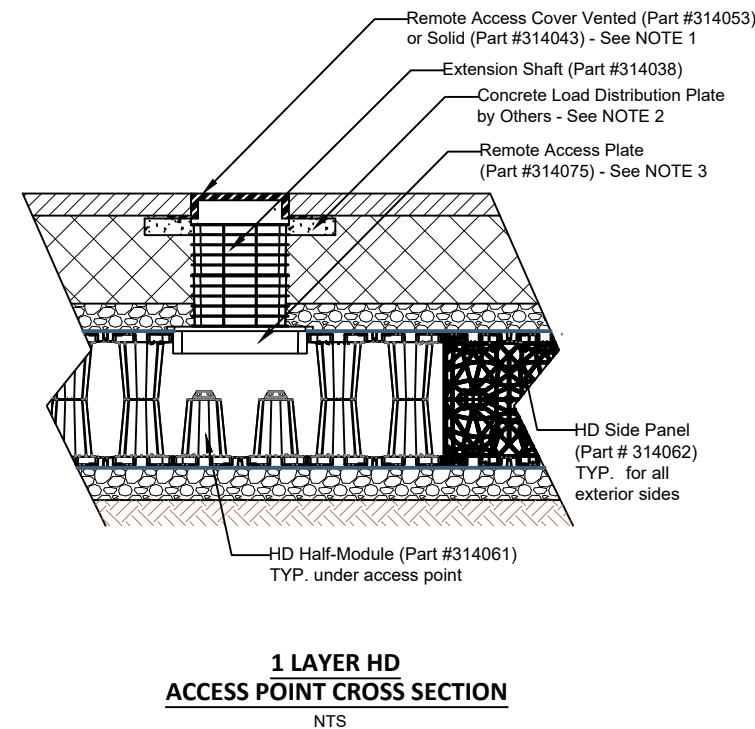 Remote Access Cover Vented (Part #314053)
or Solid (Part #314043) - See NOTE 1
Extension Shaft (Part #314038)
Concrete Load Distribution Plate
by Others - See NOTE 2
Remote Access Plate
(Part #314075) - See NOTE 3
HD Side Panel
(Part # 314062)
TYP. for all
exterior sides
HD Half-Module (Part #314061)
TYP. under access point
1 LAYER HD
ACCESS POINT CROSS SECTION
NTS